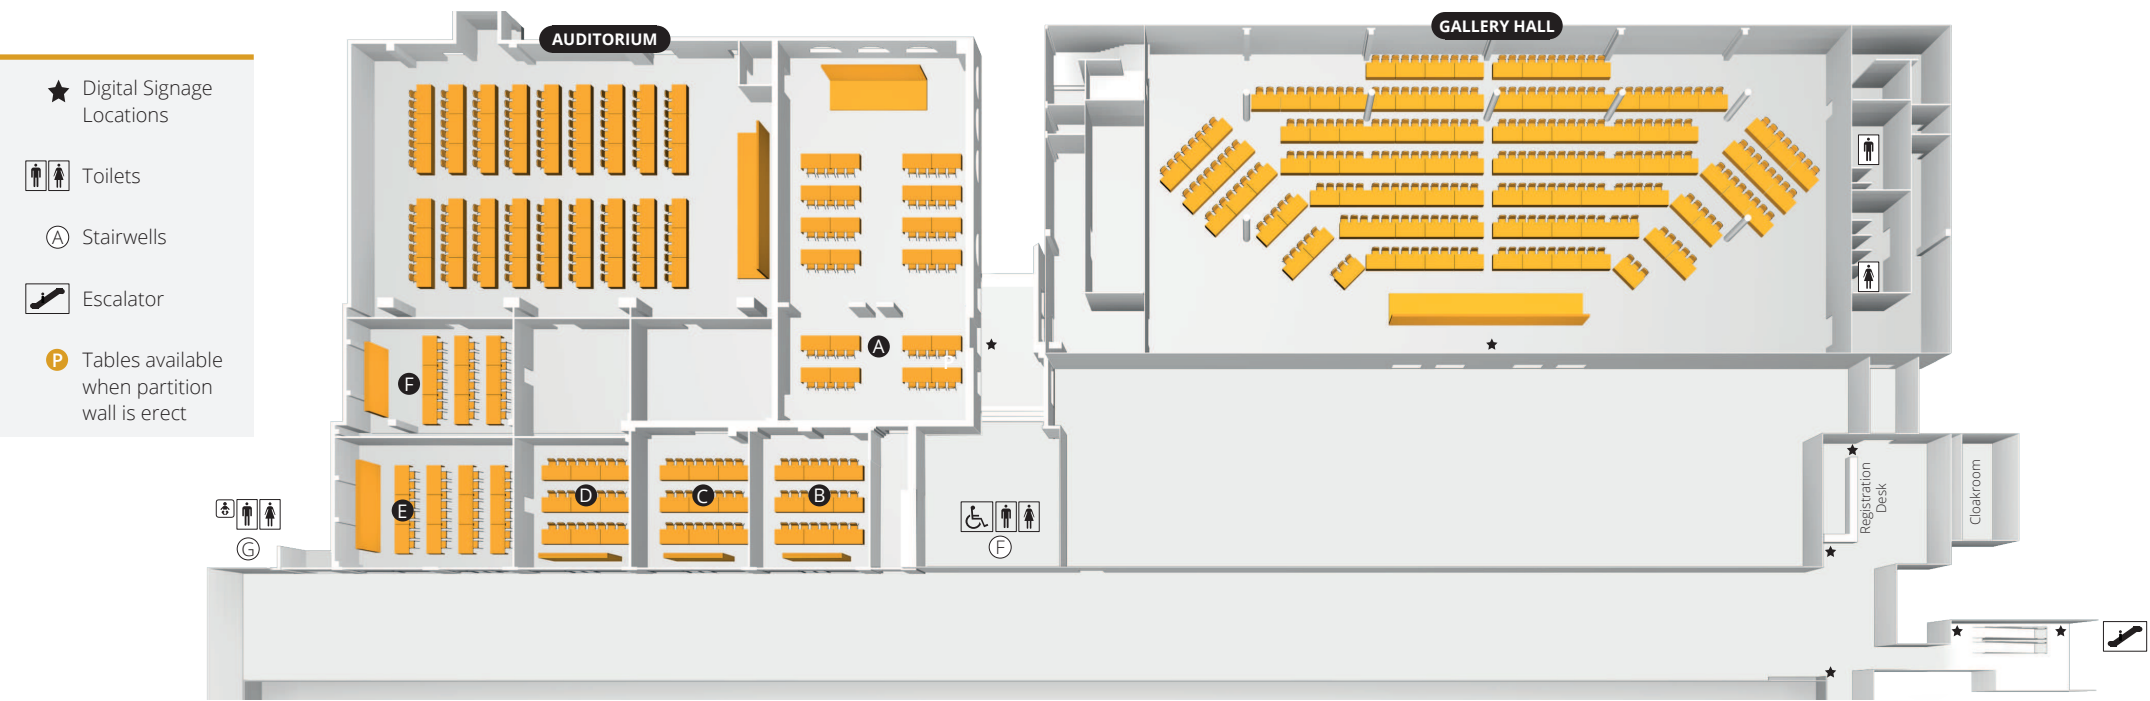 AUDITORIUM
GALLERY HALL
Digital Signage
Locations
Toilets
A
Stairwells
Escalator
P
Tables available
when partition
wall is erect
A
P
F
E
D
C
B
G
F
Registration
Desk
Cloakroom